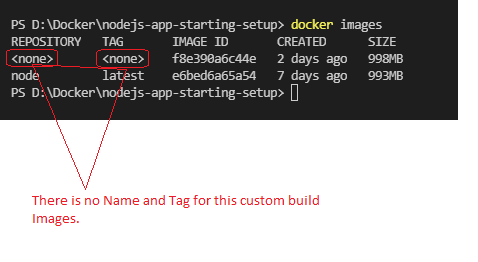 PS D:\Docker\nodejs-app-starting-setup> docker images
REPOSITORY TAG IMAGE ID CREATED SIZE
<none> <none> f8e390a6c44e 2 days ago 998MB
node latest e6bed6a65a54 7 days ago 993MB
PS D:\Docker\nodejs-app-starting-setup>
There is no Name and Tag for this custom build
Images.